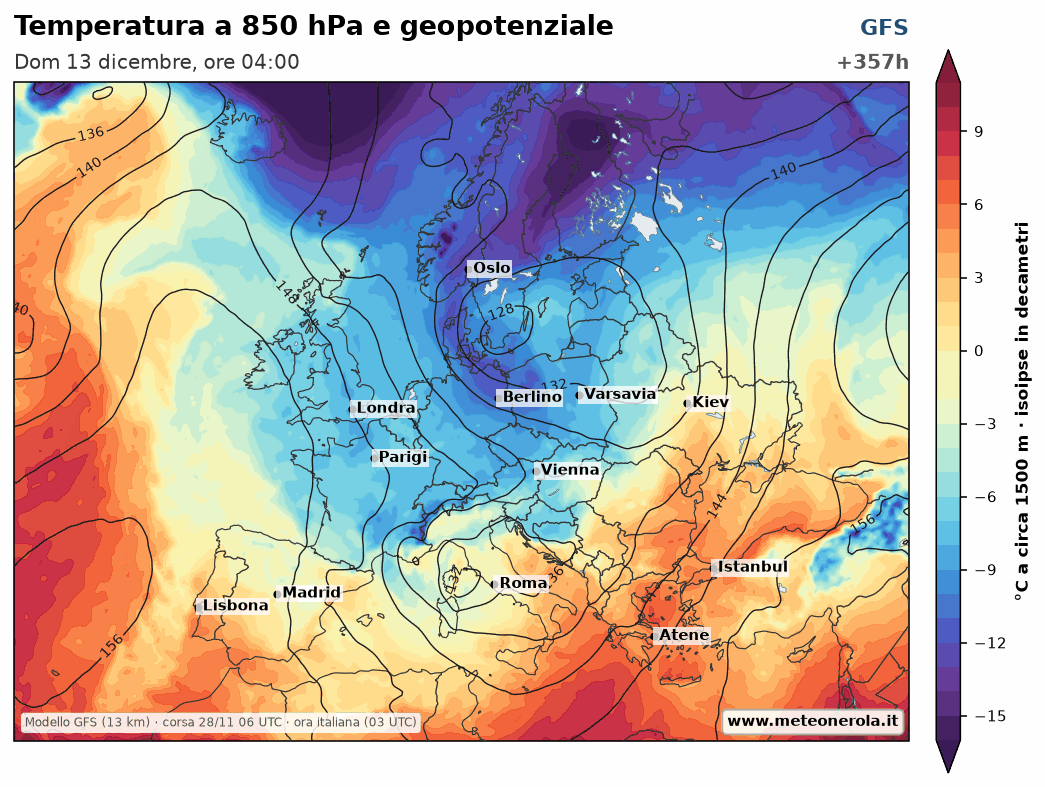 Temperatura a 850 hPa e geopotenziale
GFS
Dom 13 dicembre, ore 04:00
+357h
136
140
140
40
148
128
132
Oslo
Berlino
Varsavia
Kiev
Londra
Parigi
Vienna
144
156
132
Roma
136
Istanbul
Madrid
Lisbona
Atene
156
Modello GFS (13 km) · corsa 28/11 06 UTC · ora italiana (03 UTC)
www.meteonerola.it
9
6
3
0
−3
−6
−9
−12
−15
°C a circa 1500 m · isoipse in decametri